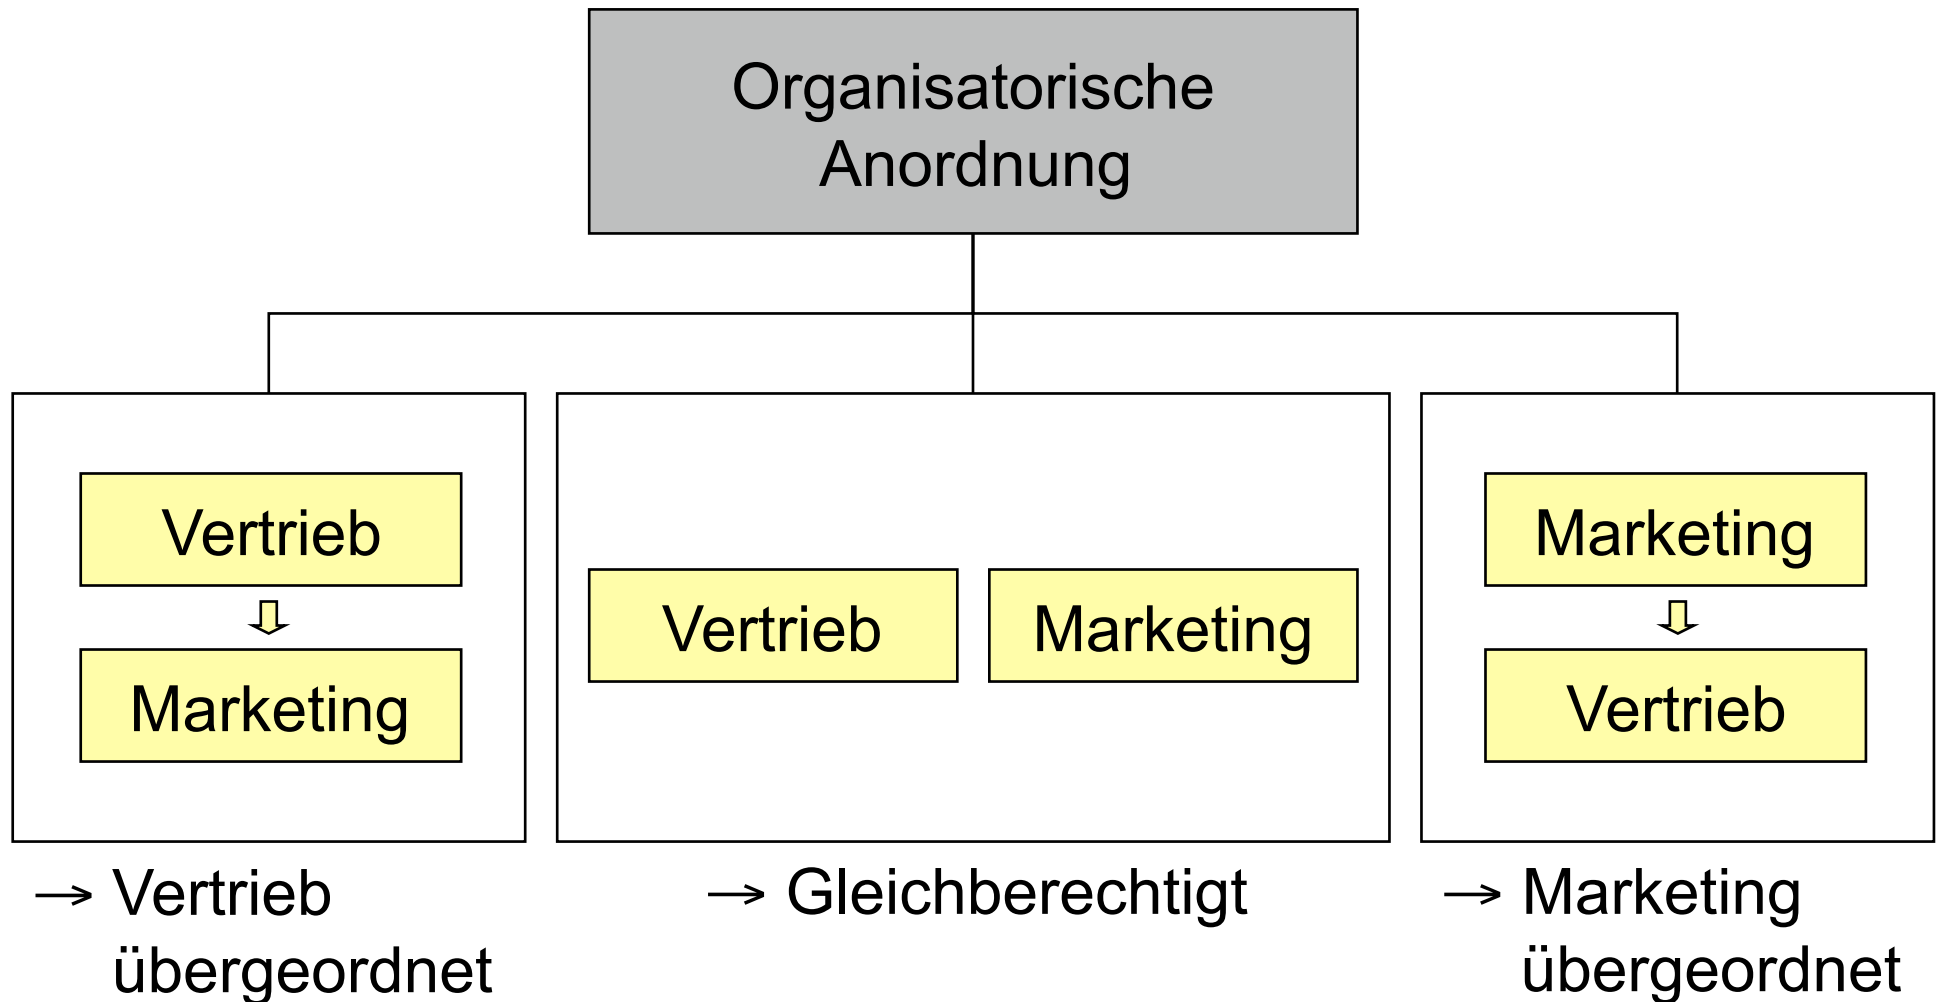 Organisatorische
Anordnung
Vertrieb
Marketing
→ Vertrieb
übergeordnet
Vertrieb Marketing
→ Gleichberechtigt
Marketing
Vertrieb
→ Marketing
übergeordnet